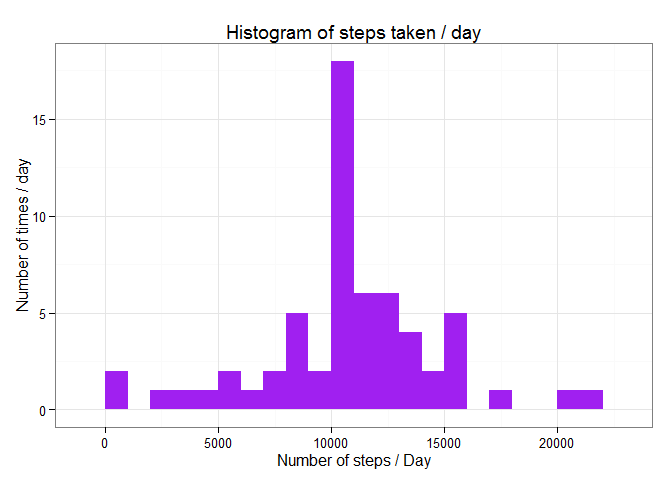 Histogram of steps taken / day
Number of times / day
15
10
5
0
0 5000 10000 15000 20000
Number of steps / Day